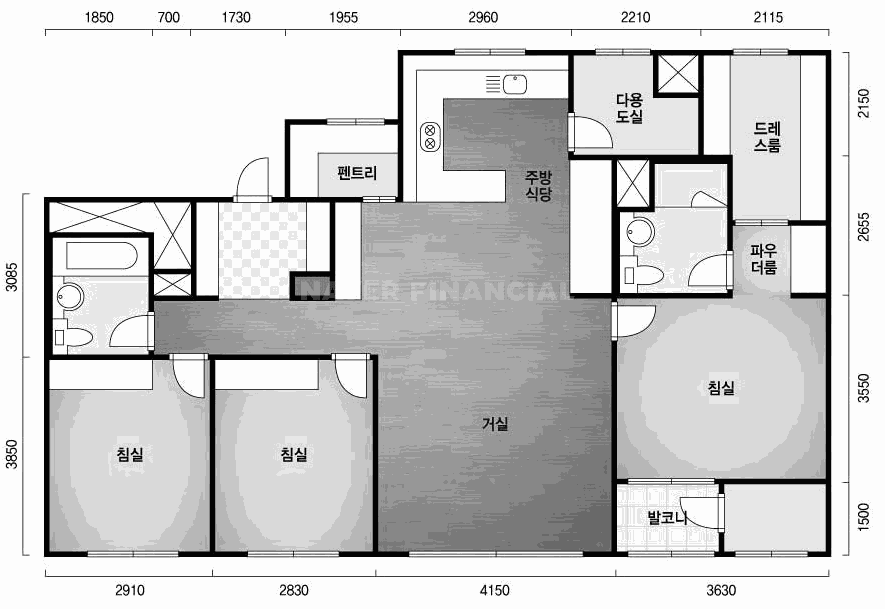 1850 700 1730 1955 2960 2210 2115
다용
도실
드레
스룸
2150
펜트리
주방
식당
파우
더룸
2655
3085
NAVER FINANCIAL
침실
3550
거실
침실
침실
3850
발코니
1500
2910 2830 4150 3630